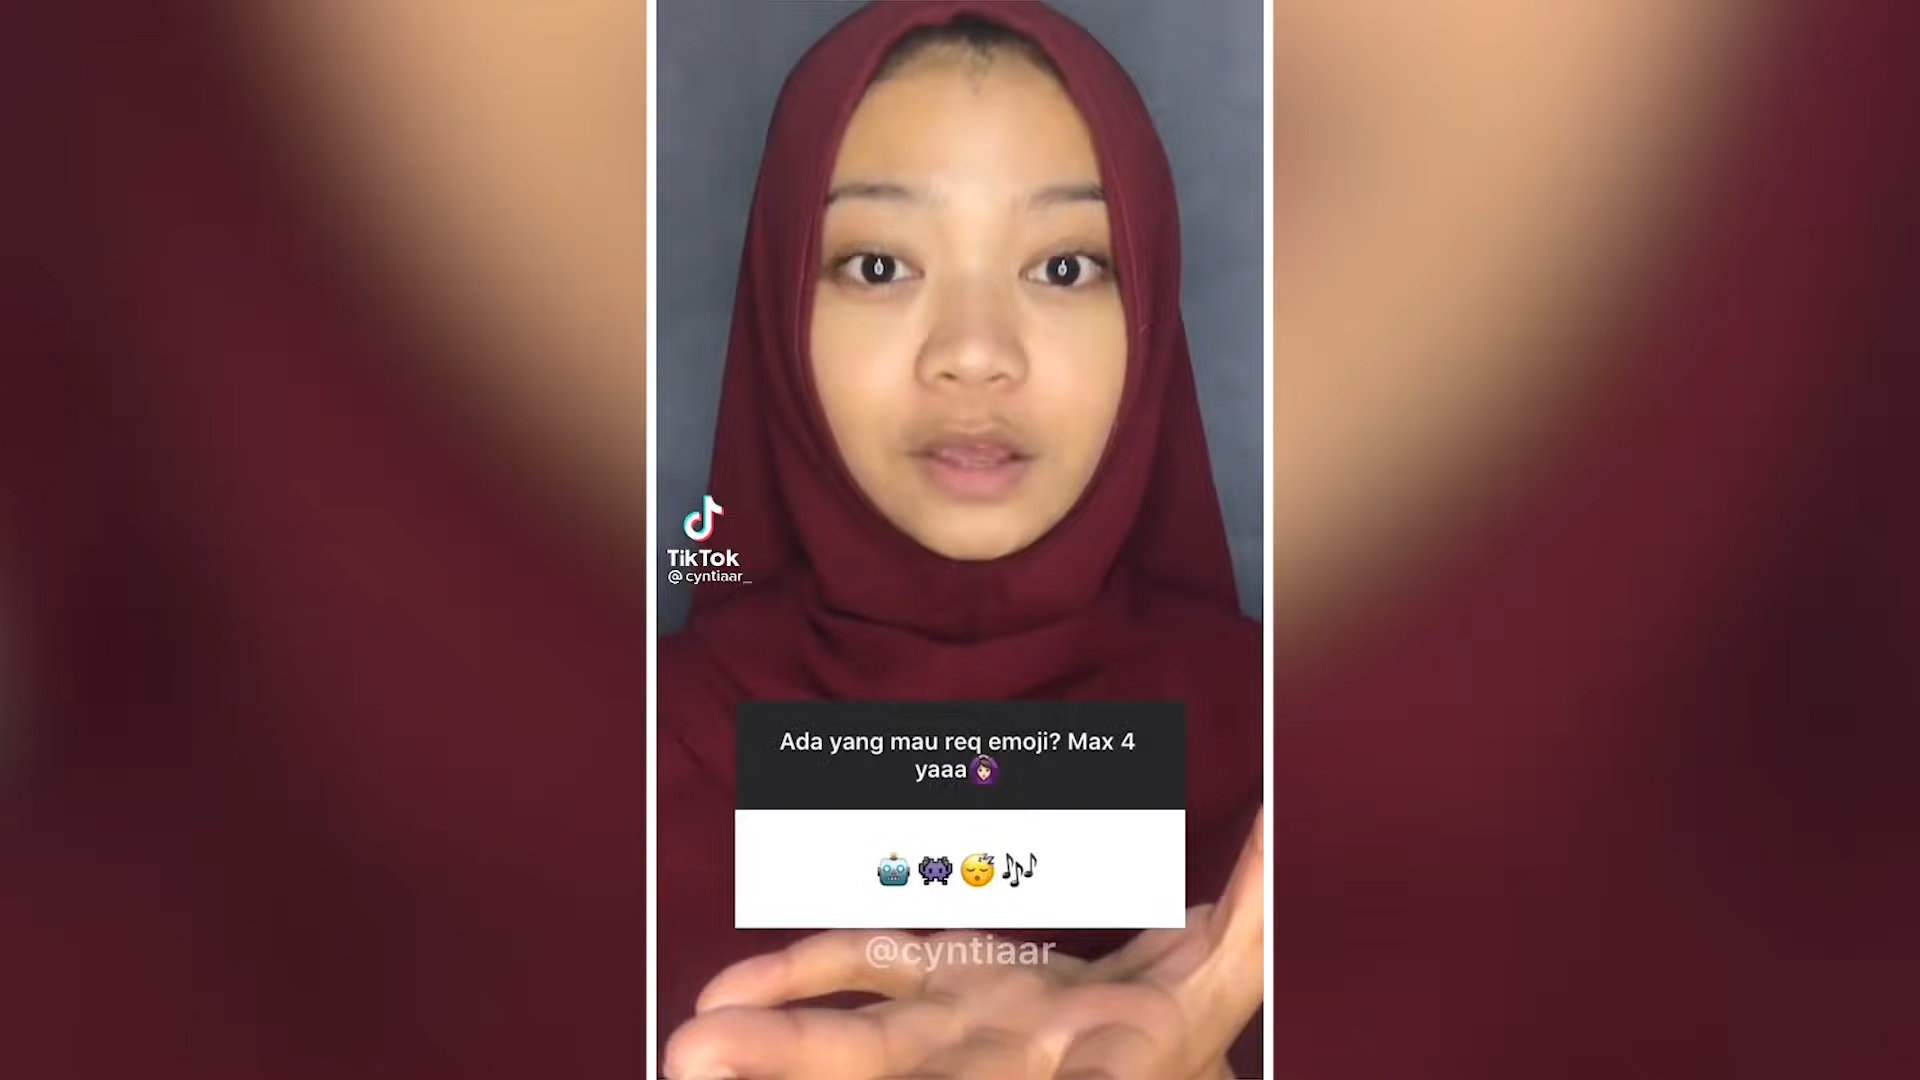 TikTok
@cyntiaar_
Ada yang mau req emoji? Max 4
yaaa🙆🏻‍♀️
🤖👾😴🎶
@cyntiaar